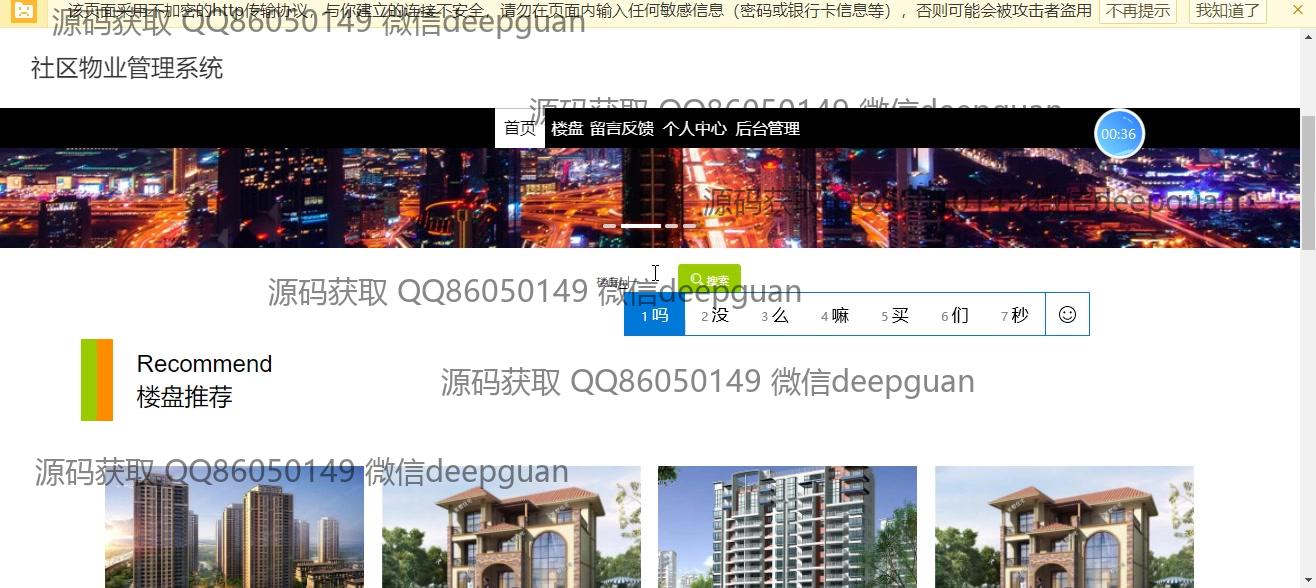 该页面采用不加密的http传输协议，与你建立的连接不安全，请勿在页面内输入任何敏感信息（密码或银行卡信息等），否则可能会被攻击者盗用 不再提示 我知道了
源码获取 QQ86050149 微信deepguan
社区物业管理系统
源码获取 QQ86050149 微信deepguan
首页 楼盘 留言反馈 个人中心 后台管理
00:36
源码获取 QQ86050149 微信deepguan
搜索
源码获取 QQ86050149 微信deepguan
1 吗 2 没 3 么 4 嘛 5 买 6 们 7 秒
Recommend
楼盘推荐
源码获取 QQ86050149 微信deepguan
源码获取 QQ86050149 微信deepguan